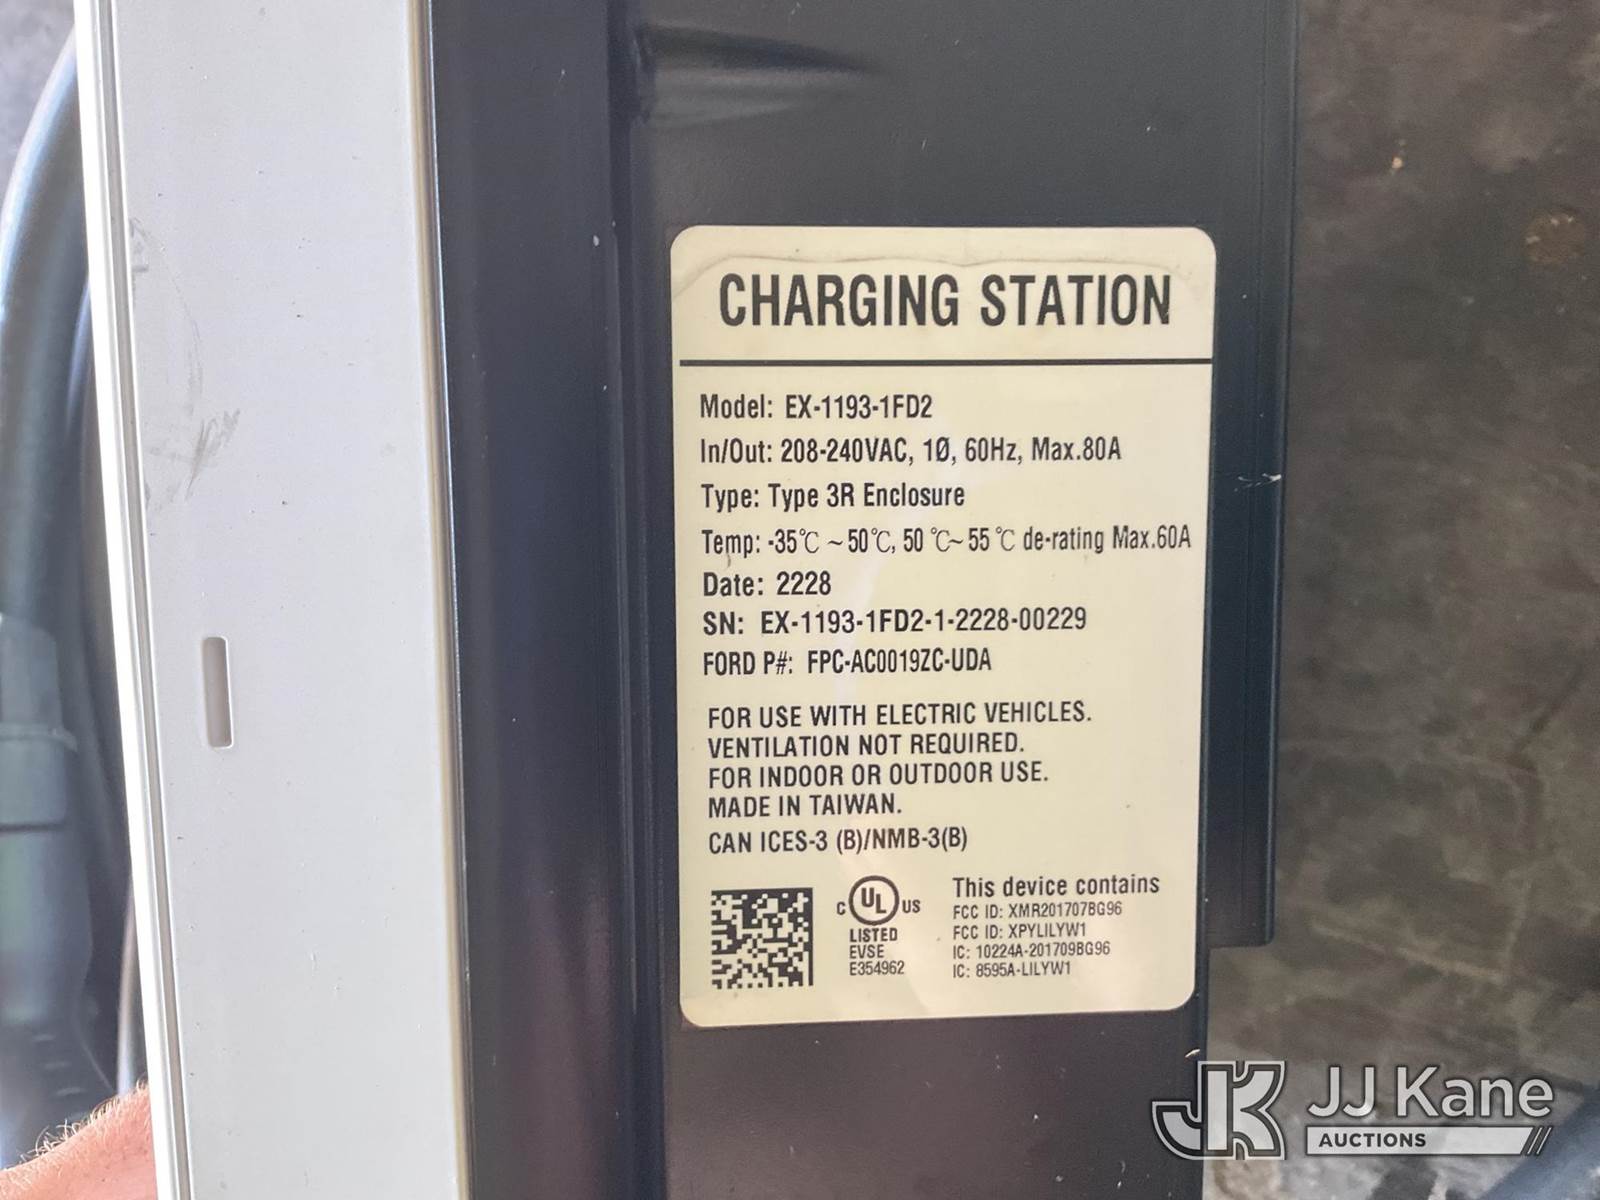 CHARGING STATION
Model: EX-1193-1FD2
In/Out: 208-240VAC, 1Ø, 60Hz, Max.80A
Type: Type 3R Enclosure
Temp: -35℃ ~50℃, 50 ℃~ 55 ℃ de-rating Max.60A
Date: 2228
SN: EX-1193-1FD2-1-2228-00229
FORD P#: FPC-AC0019ZC-UDA
FOR USE WITH ELECTRIC VEHICLES.
VENTILATION NOT REQUIRED.
FOR INDOOR OR OUTDOOR USE.
MADE IN TAIWAN.
CAN ICES-3 (B)/NMB-3(B)
C UL US
LISTED
EVSE
E354962
This device contains
FCC ID: XMR201707BG96
FCC ID: XPYLILYW1
IC: 10224A-201709BG96
IC: 8595A-LILYW1
JK JJ Kane
AUCTIONS